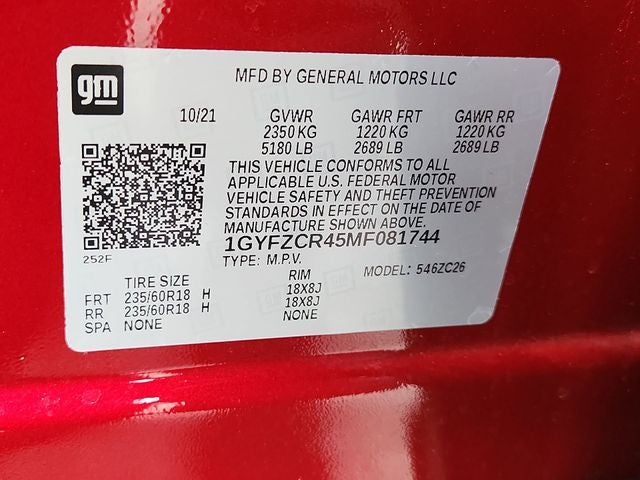 gm
MFD BY GENERAL MOTORS LLC
10/21 GVWR GAWR FRT GAWR RR
2350 KG 1220 KG 1220 KG
5180 LB 2689 LB 2689 LB
THIS VEHICLE CONFORMS TO ALL
APPLICABLE U.S. FEDERAL MOTOR
VEHICLE SAFETY AND THEFT PREVENTION
STANDARDS IN EFFECT ON THE DATE OF
MANUFACTURE SHOWN ABOVE.
1GYFZCR45MF081744
252F
TYPE: M.P.V. MODEL: 546ZC26
TIRE SIZE RIM
FRT 235/60R18 H 18X8J
RR 235/60R18 H 18X8J
SPA NONE NONE